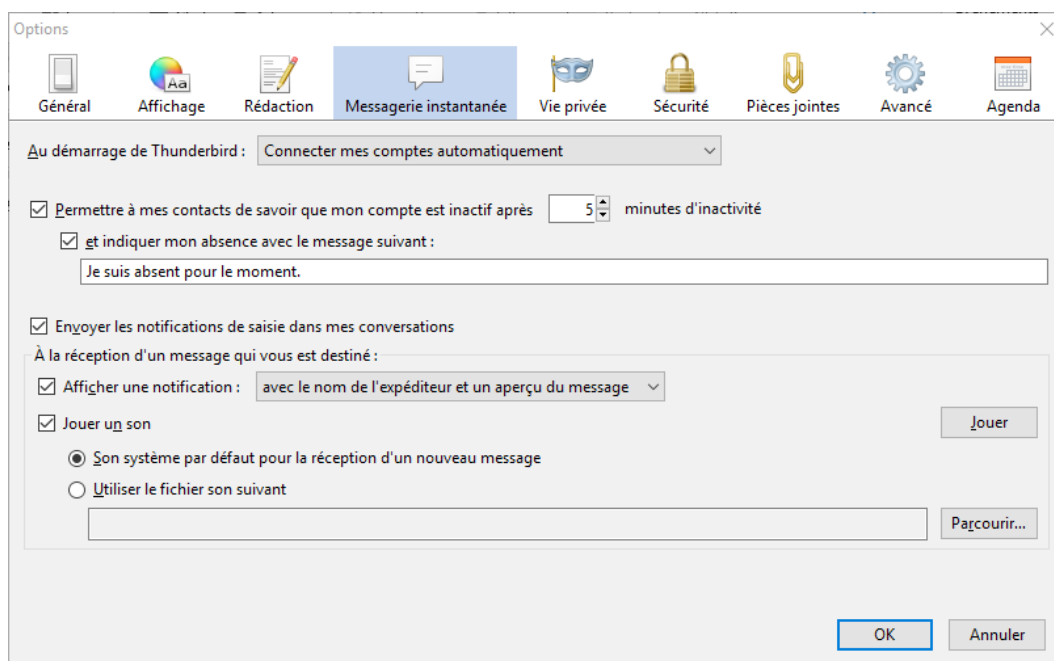 Options
Général Affichage Rédaction Messagerie instantanée Vie privée Sécurité Pièces jointes Avancé Agenda
Au démarrage de Thunderbird : Connecter mes comptes automatiquement
Permettre à mes contacts de savoir que mon compte est inactif après 5 minutes d'inactivité
et indiquer mon absence avec le message suivant :
Je suis absent pour le moment.
Envoyer les notifications de saisie dans mes conversations
À la réception d'un message qui vous est destiné :
Afficher une notification : avec le nom de l'expéditeur et un aperçu du message
Jouer un son Jouer
Son système par défaut pour la réception d'un nouveau message
Utiliser le fichier son suivant
Parcourir...
OK Annuler